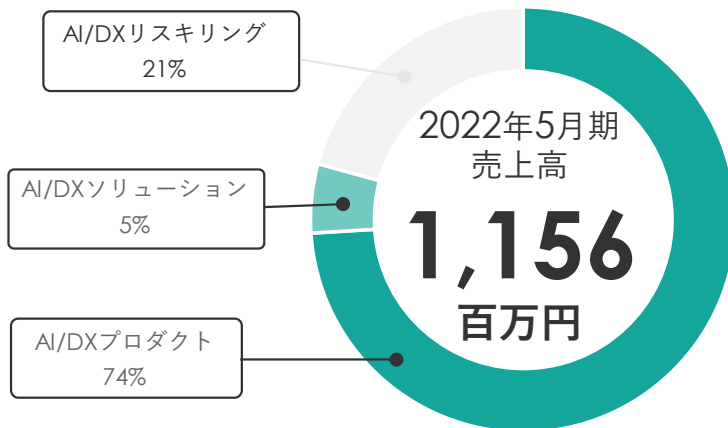 AI/DXリスキリング
21%
AI/DXソリューション
5%
AI/DXプロダクト
74%
2022年5月期
売上高
1,156
百万円